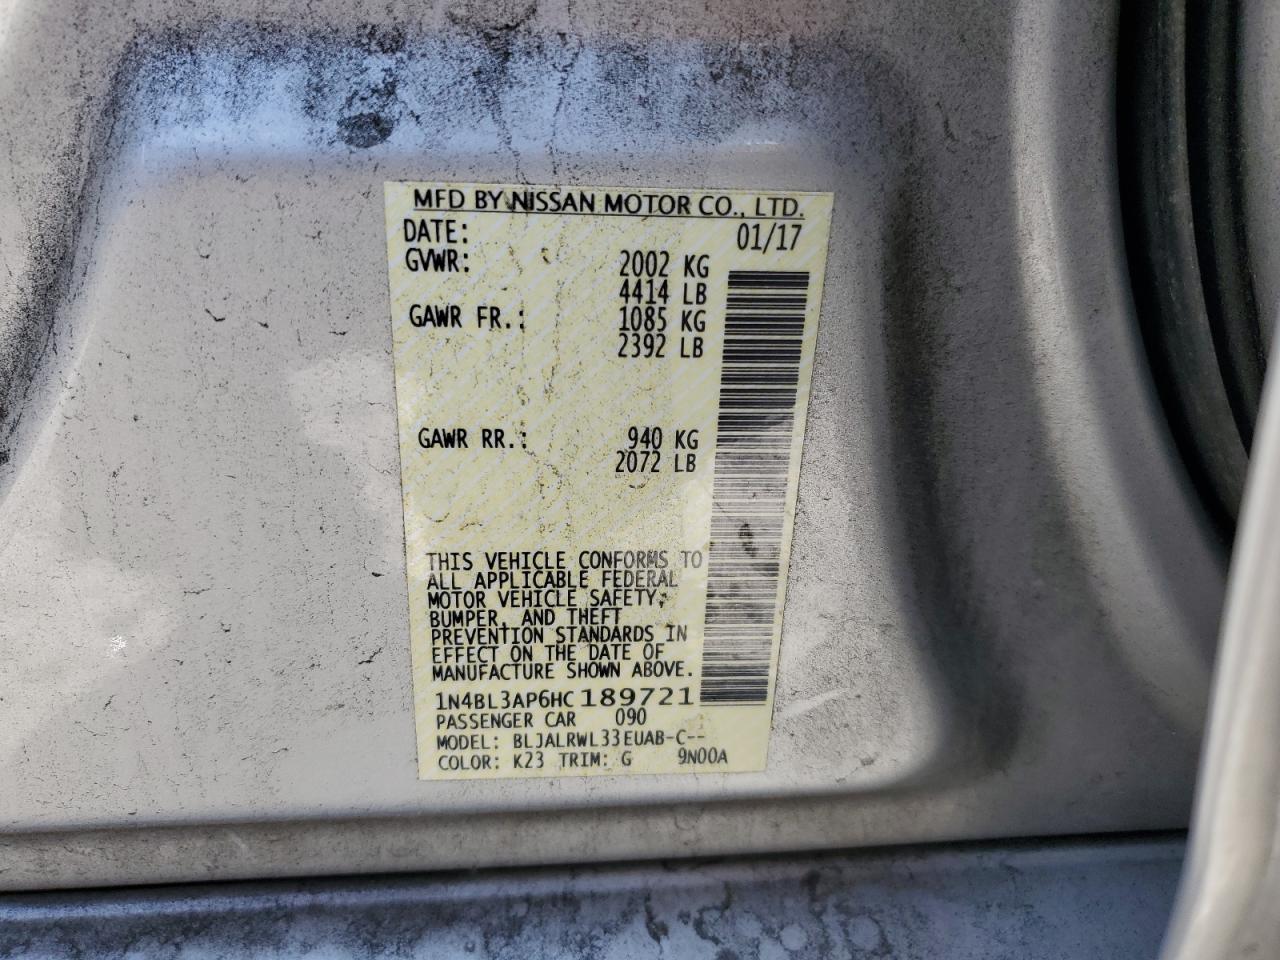 MFD BY NISSAN MOTOR CO., LTD.
DATE: 01/17
GVWR: 2002 KG
4414 LB
GAWR FR.: 1085 KG
2392 LB
GAWR RR.: 940 KG
2072 LB
THIS VEHICLE CONFORMS TO
ALL APPLICABLE FEDERAL
MOTOR VEHICLE SAFETY,
BUMPER, AND THEFT
PREVENTION STANDARDS IN
EFFECT ON THE DATE OF
MANUFACTURE SHOWN ABOVE.
1N4BL3AP6HC189721
PASSENGER CAR 090
MODEL: BLJALRWL33EUAB-C--
COLOR: K23 TRIM: G 9N00A